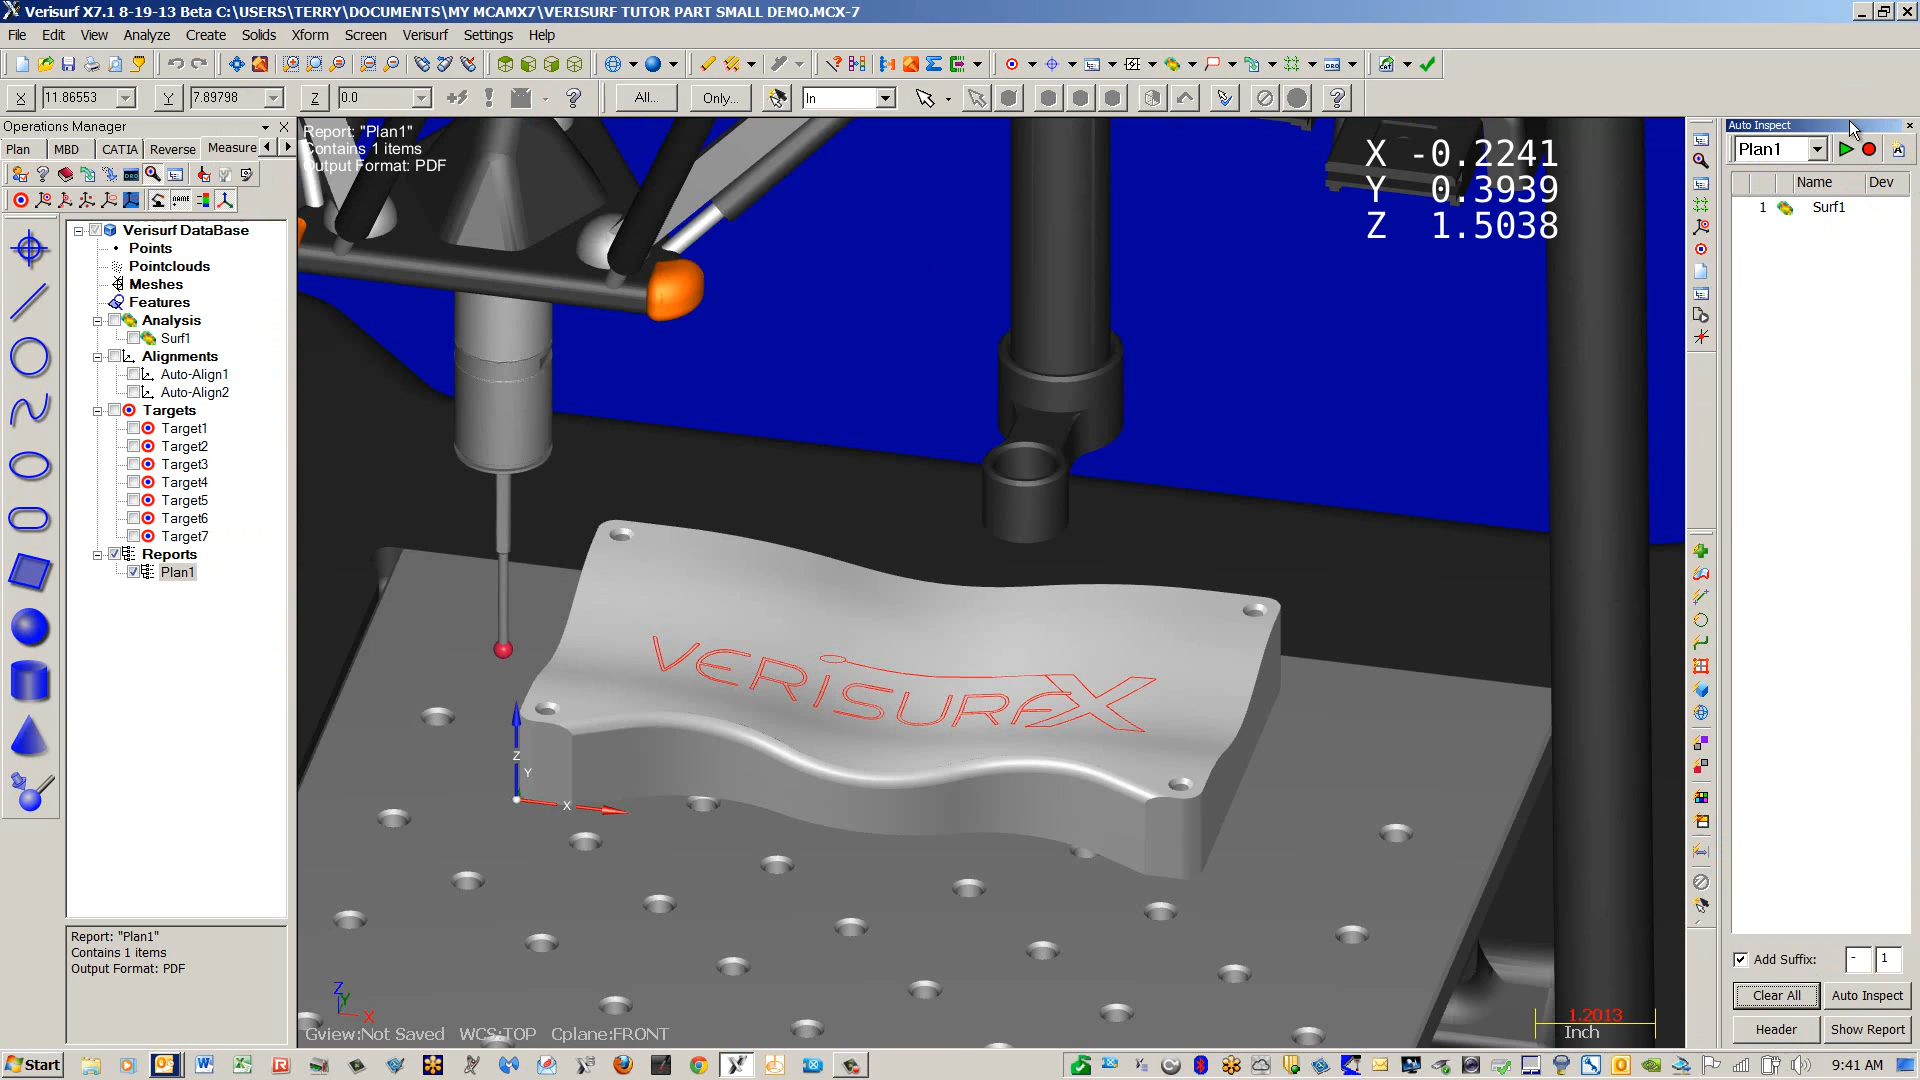 Verisurf X7.1 8-19-13 Beta C:\USERS\TERRY\DOCUMENTS\MY MCAMX7\VERISURF TUTOR PART SMALL DEMO.MCX-7
File Edit View Analyze Create Solids Xform Screen Verisurf Settings Help
X 11.86553 Y 7.89798 Z 0.0 All... Only... In
Operations Manager
Plan MBD CATIA Reverse Measure
Verisurf DataBase
Points
Pointclouds
Meshes
Features
Analysis
Surf1
Alignments
Auto-Align1
Auto-Align2
Targets
Target1
Target2
Target3
Target4
Target5
Target6
Target7
Reports
Plan1
Report: "Plan1"
Contains 1 items
Output Format: PDF
Report: "Plan1"
Contains 1 items
Output Format: PDF
X -0.2241
Y 0.3939
Z 1.5038
VERISURFX
Z
Y
X
Z
Y
X
Gview:Not Saved WCS:TOP Cplane:FRONT
1.2013
Inch
Auto Inspect
Plan1
Name Dev
1 Surf1
Add Suffix: - 1
Clear All Auto Inspect
Header Show Report
Start
9:41 AM